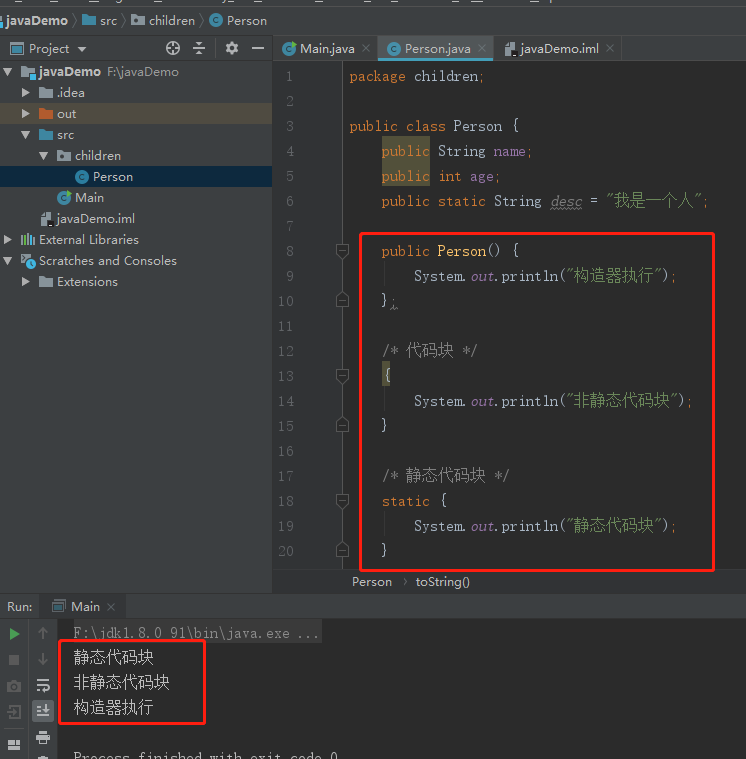 javaDemo src children Person
Project
Main.java Person.java javaDemo.iml
javaDemo F:\javaDemo
.idea
out
src
children
Person
Main
javaDemo.iml
External Libraries
Scratches and Consoles
Extensions
1 package children;
2
3 public class Person {
4 public String name;
5 public int age;
6 public static String desc = "我是一个人";
7
8 public Person() {
9 System.out.println("构造器执行");
10 };
11
12 /* 代码块 */
13 {
14 System.out.println("非静态代码块");
15 }
16
17 /* 静态代码块 */
18 static {
19 System.out.println("静态代码块");
20 }
Person toString()
Run: Main
F:\jdk1.8.0_91\bin\java.exe ...
静态代码块
非静态代码块
构造器执行
Process finished with exit code 0